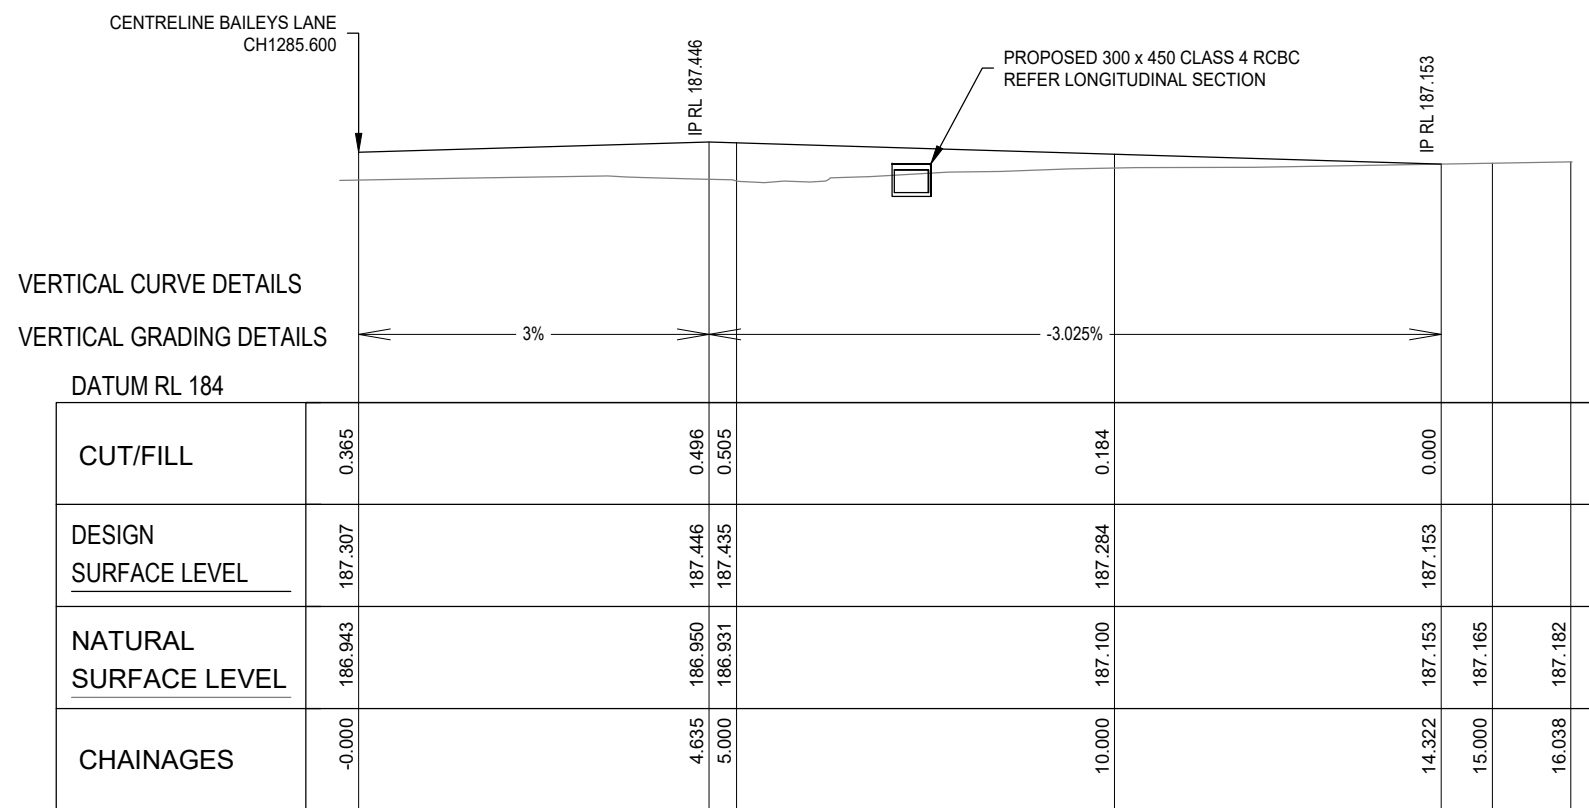 CENTRELINE BAILEYS LANE
CH1285.600
IP RL 187.446
PROPOSED 300 x 450 CLASS 4 RCBC
REFER LONGITUDINAL SECTION
IP RL 187.153
VERTICAL CURVE DETAILS
VERTICAL GRADING DETAILS
3%
-3.025%
DATUM RL 184
CUT/FILL
0.365
0.496
0.505
0.184
0.000
DESIGN
SURFACE LEVEL
187.307
187.446
187.435
187.284
187.153
NATURAL
SURFACE LEVEL
186.943
186.950
186.931
187.100
187.153
187.165
187.182
CHAINAGES
-0.000
4.635
5.000
10.000
14.322
15.000
16.038